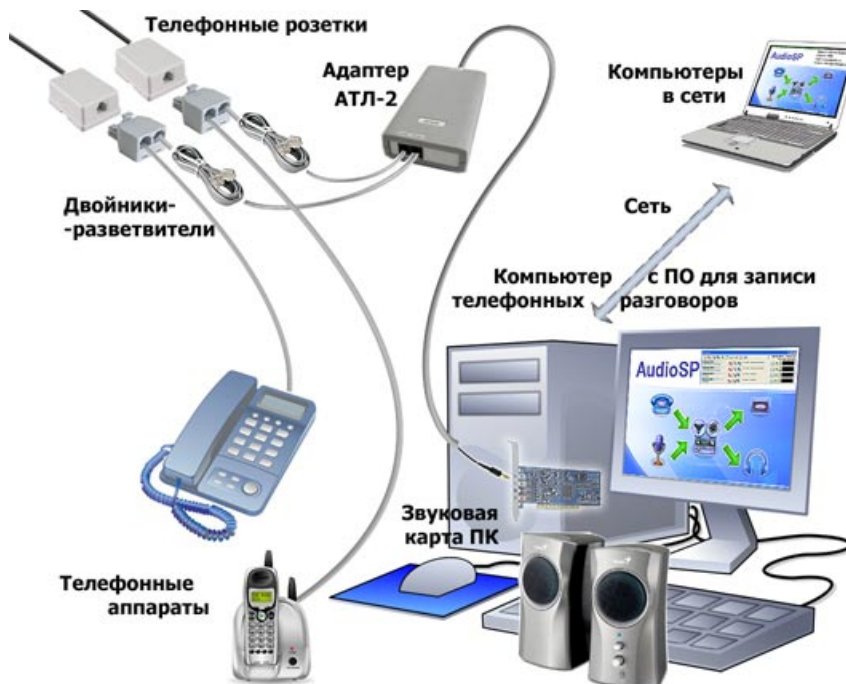 Телефонные розетки
Адаптер
АТЛ-2
AudioSP
Компьютеры
в сети
Двойники-
-разветвители
Сеть
Компьютер с ПО для записи
телефонных разговоров
AudioSP
Звуковая
карта ПК
Телефонные
аппараты